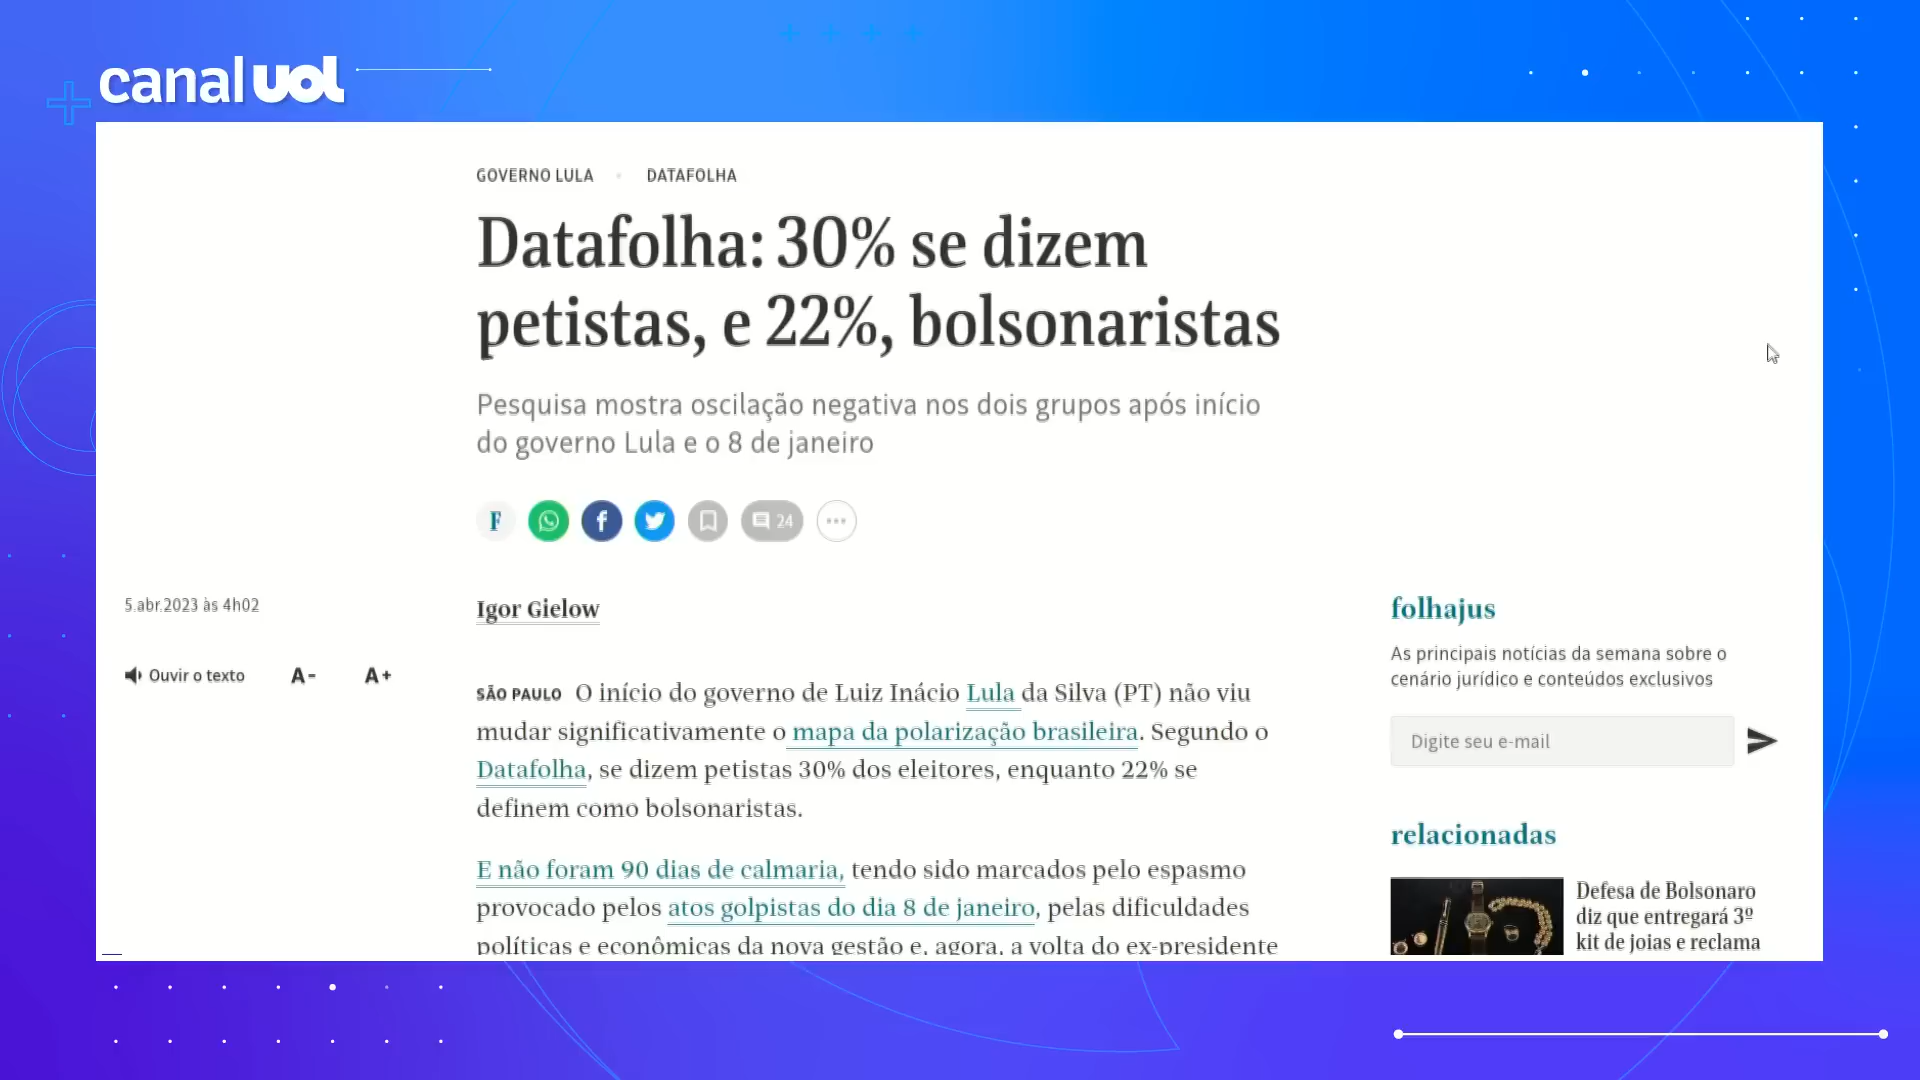 canal uol
GOVERNO LULA • DATAFOLHA
Datafolha: 30% se dizem
petistas, e 22%, bolsonaristas
Pesquisa mostra oscilação negativa nos dois grupos após início
do governo Lula e o 8 de janeiro
F
f
24
5.abr.2023 às 4h02
Ouvir o texto A- A+
Igor Gielow
SÃO PAULO O início do governo de Luiz Inácio Lula da Silva (PT) não viu
mudar significativamente o mapa da polarização brasileira. Segundo o
Datafolha, se dizem petistas 30% dos eleitores, enquanto 22% se
definem como bolsonaristas.
E não foram 90 dias de calmaria, tendo sido marcados pelo espasmo
provocado pelos atos golpistas do dia 8 de janeiro, pelas dificuldades
políticas e econômicas da nova gestão e, agora, a volta do ex-presidente
folhajus
As principais notícias da semana sobre o
cenário jurídico e conteúdos exclusivos
Digite seu e-mail
relacionadas
Defesa de Bolsonaro
diz que entregará 3º
kit de joias e reclama